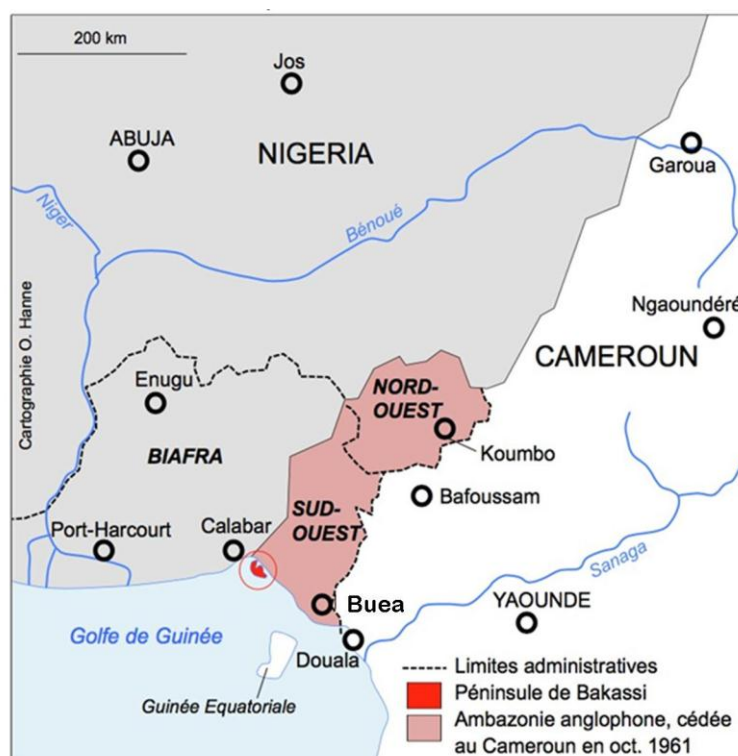 200 km
Jos
ABUJA
NIGERIA
Garoua
Niger
Bénoué
Ngaoundéré
Cartographie O. Hanne
CAMEROUN
Enugu
NORD-
OUEST
BIAFRA
Koumbo
Bafoussam
SUD-
OUEST
Port-Harcourt
Calabar
Sanaga
Buea
YAOUNDE
Golfe de Guinée
Douala
Guinée Equatoriale
Limites administratives
Péninsule de Bakassi
Ambazonie anglophone, cédée
au Cameroun en oct. 1961